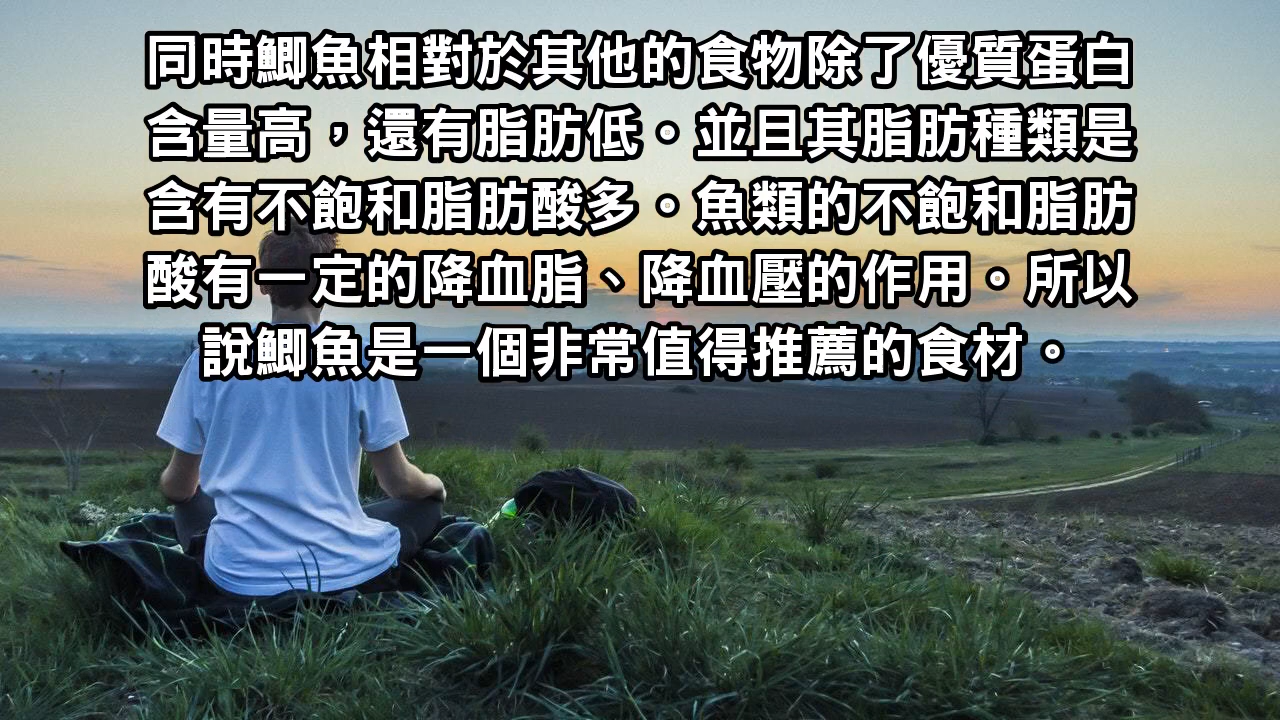 同時鯽魚相對於其他的食物除了優質蛋白
含量高，還有脂肪低。並且其脂肪種類是
含有不飽和脂肪酸多。魚類的不飽和脂肪
酸有一定的降血脂、降血壓的作用。所以
說鯽魚是一個非常值得推薦的食材。